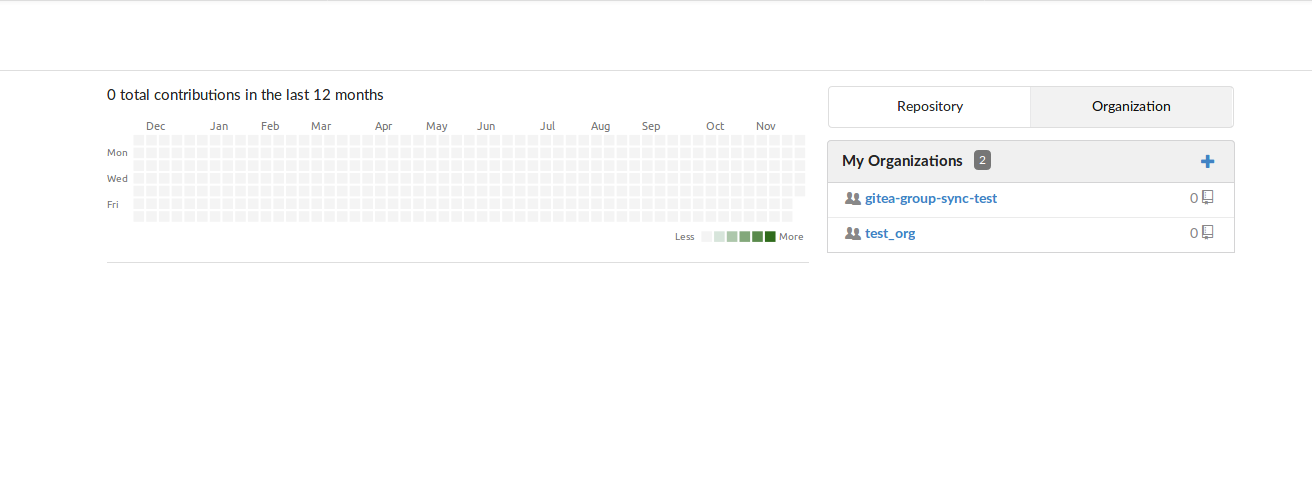 0 total contributions in the last 12 months
Dec Jan Feb Mar Apr May Jun Jul Aug Sep Oct Nov
Mon
Wed
Fri
Less More
Repository Organization
My Organizations 2
gitea-group-sync-test 0
test_org 0